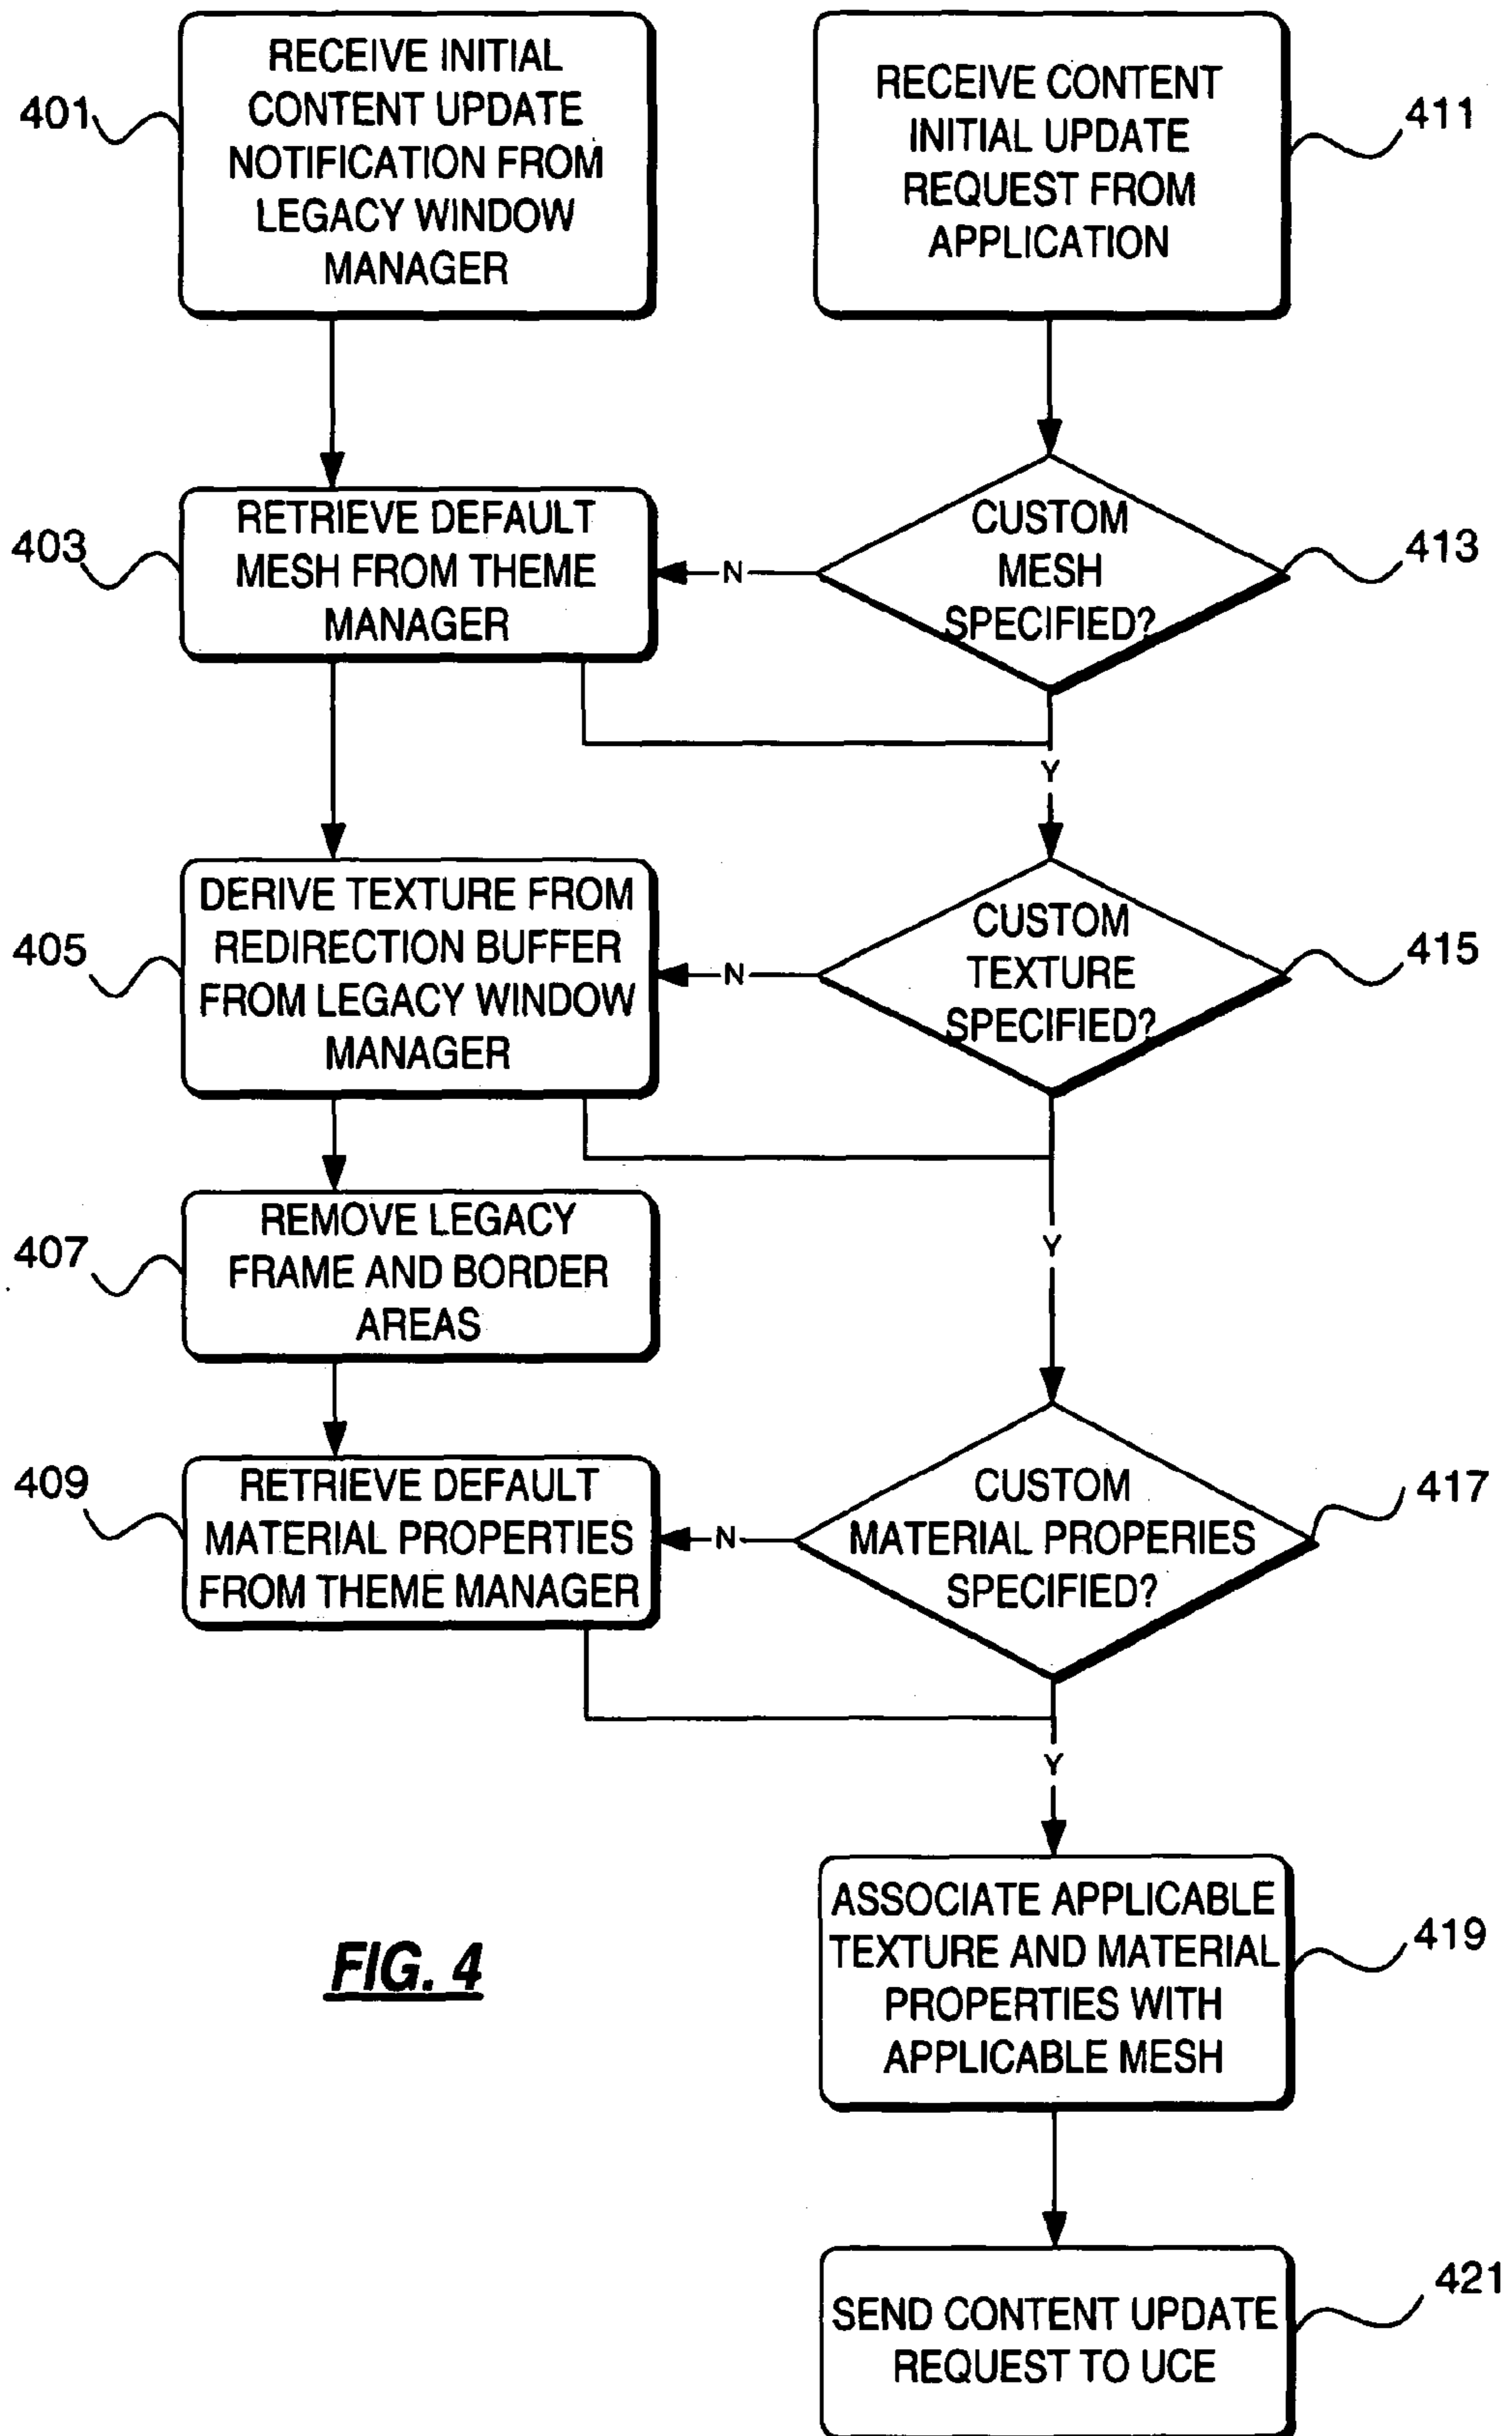 401
RECEIVE INITIAL
CONTENT UPDATE
NOTIFICATION FROM
LEGACY WINDOW
MANAGER
RECEIVE CONTENT
INITIAL UPDATE
REQUEST FROM
APPLICATION
411
403
RETRIEVE DEFAULT
MESH FROM THEME
MANAGER
N
CUSTOM
MESH
SPECIFIED?
413
Y
405
DERIVE TEXTURE FROM
REDIRECTION BUFFER
FROM LEGACY WINDOW
MANAGER
N
CUSTOM
TEXTURE
SPECIFIED?
415
407
REMOVE LEGACY
FRAME AND BORDER
AREAS
Y
409
RETRIEVE DEFAULT
MATERIAL PROPERTIES
FROM THEME MANAGER
N
CUSTOM
MATERIAL PROPERIES
SPECIFIED?
417
Y
ASSOCIATE APPLICABLE
TEXTURE AND MATERIAL
PROPERTIES WITH
APPLICABLE MESH
419
FIG. 4
SEND CONTENT UPDATE
REQUEST TO UCE
421